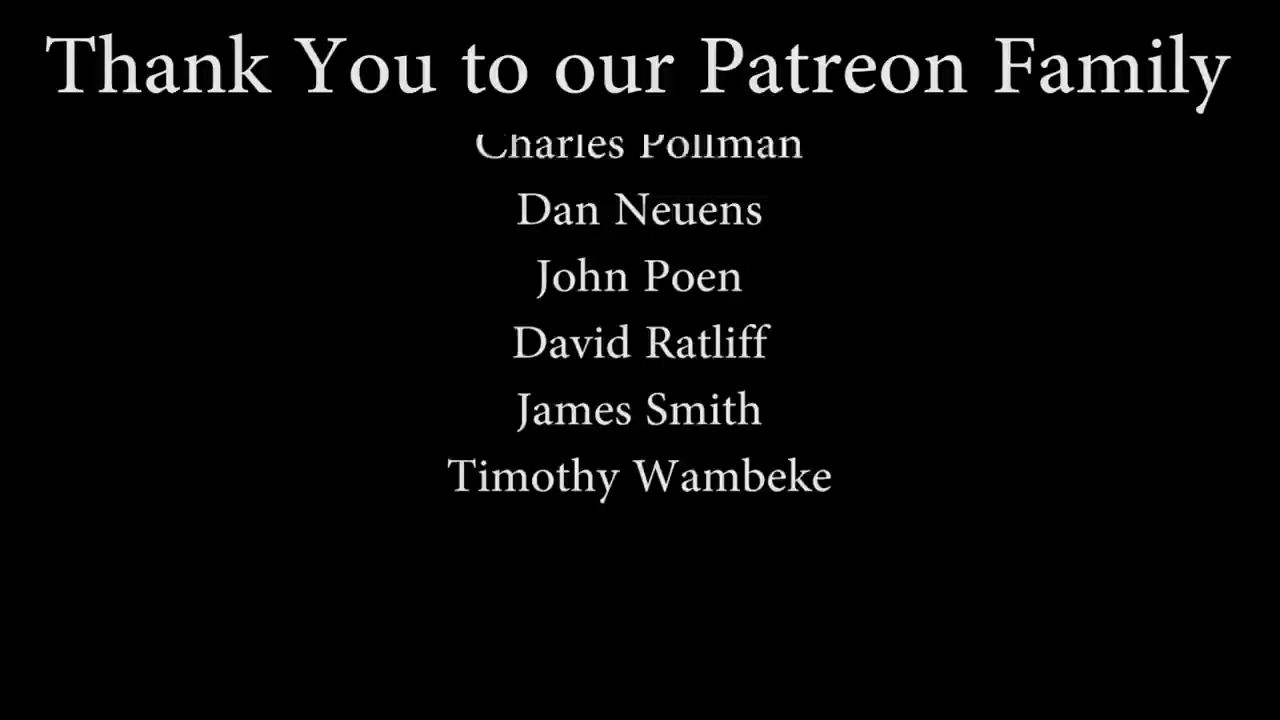 Thank You to our Patreon Family
Charles Pollman
Dan Neuens
John Poen
David Ratliff
James Smith
Timothy Wambeke